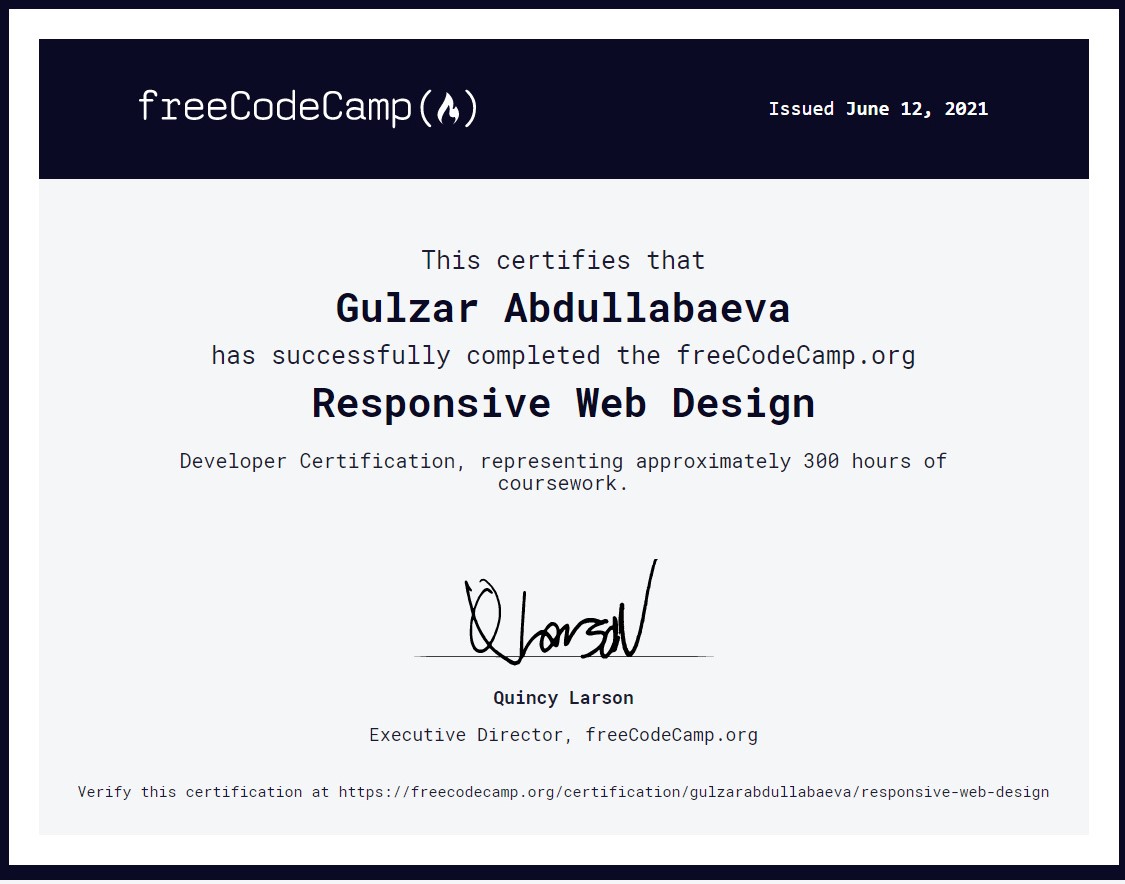 freeCodeCamp(🔥)
Issued June 12, 2021
This certifies that
Gulzar Abdullabaeva
has successfully completed the freeCodeCamp.org
Responsive Web Design
Developer Certification, representing approximately 300 hours of
coursework.
Q Larson
Quincy Larson
Executive Director, freeCodeCamp.org
Verify this certification at https://freecodecamp.org/certification/gulzarabdullabaeva/responsive-web-design